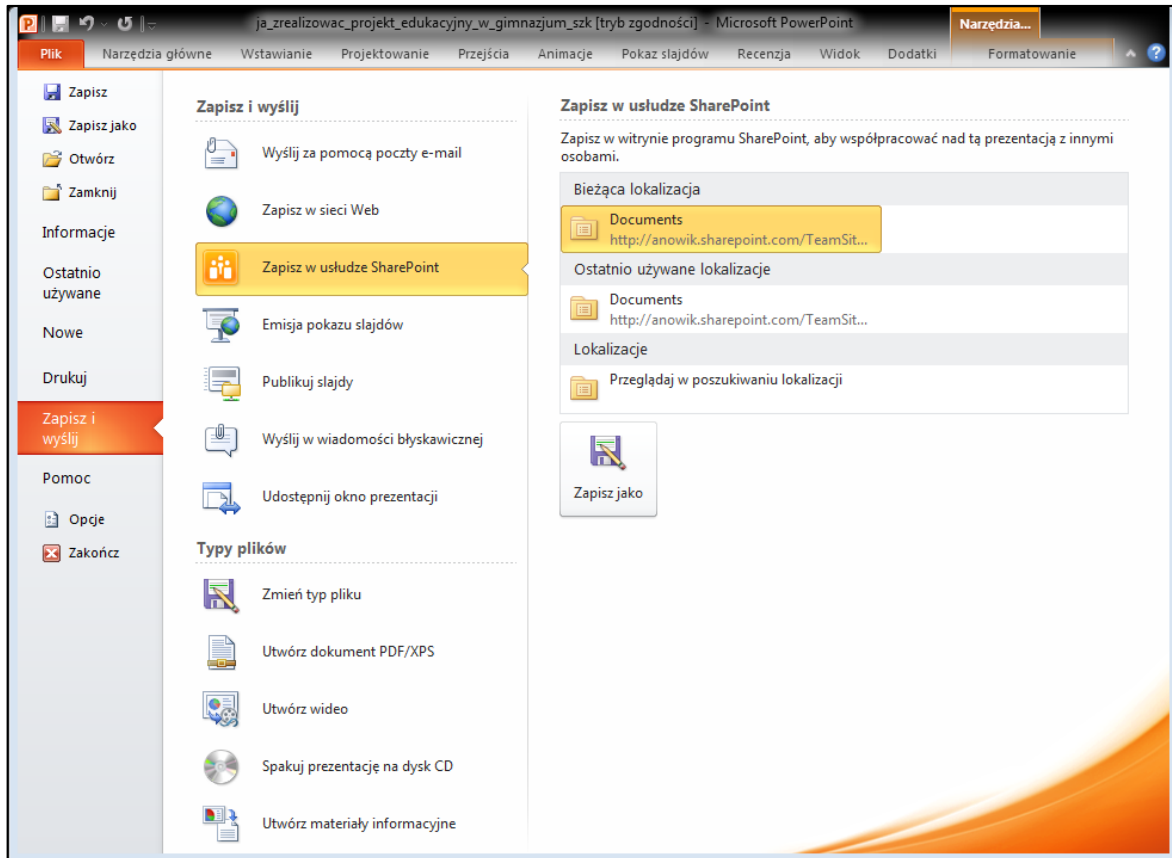 ja_zrealizowac_projekt_edukacyjny_w_gimnazjum_szk [tryb zgodności] - Microsoft PowerPoint
Narzędzia...
Plik
Narzędzia główne
Wstawianie
Projektowanie
Przejścia
Animacje
Pokaz slajdów
Recenzja
Widok
Dodatki
Formatowanie
Zapisz
Zapisz jako
Otwórz
Zamknij
Informacje
Ostatnio
używane
Nowe
Drukuj
Zapisz i
wyślij
Pomoc
Opcje
Zakończ
Zapisz i wyślij
Wyślij za pomocą poczty e-mail
Zapisz w sieci Web
Zapisz w usłudze SharePoint
Emisja pokazu slajdów
Publikuj slajdy
Wyślij w wiadomości błyskawicznej
Udostępnij okno prezentacji
Typy plików
Zmień typ pliku
Utwórz dokument PDF/XPS
Utwórz wideo
Spakuj prezentację na dysk CD
Utwórz materiały informacyjne
Zapisz w usłudze SharePoint
Zapisz w witrynie programu SharePoint, aby współpracować nad tą prezentacją z innymi
osobami.
Bieżąca lokalizacja
Documents
http://anowik.sharepoint.com/TeamSit...
Ostatnio używane lokalizacje
Documents
http://anowik.sharepoint.com/TeamSit...
Lokalizacje
Przeglądaj w poszukiwaniu lokalizacji
Zapisz jako